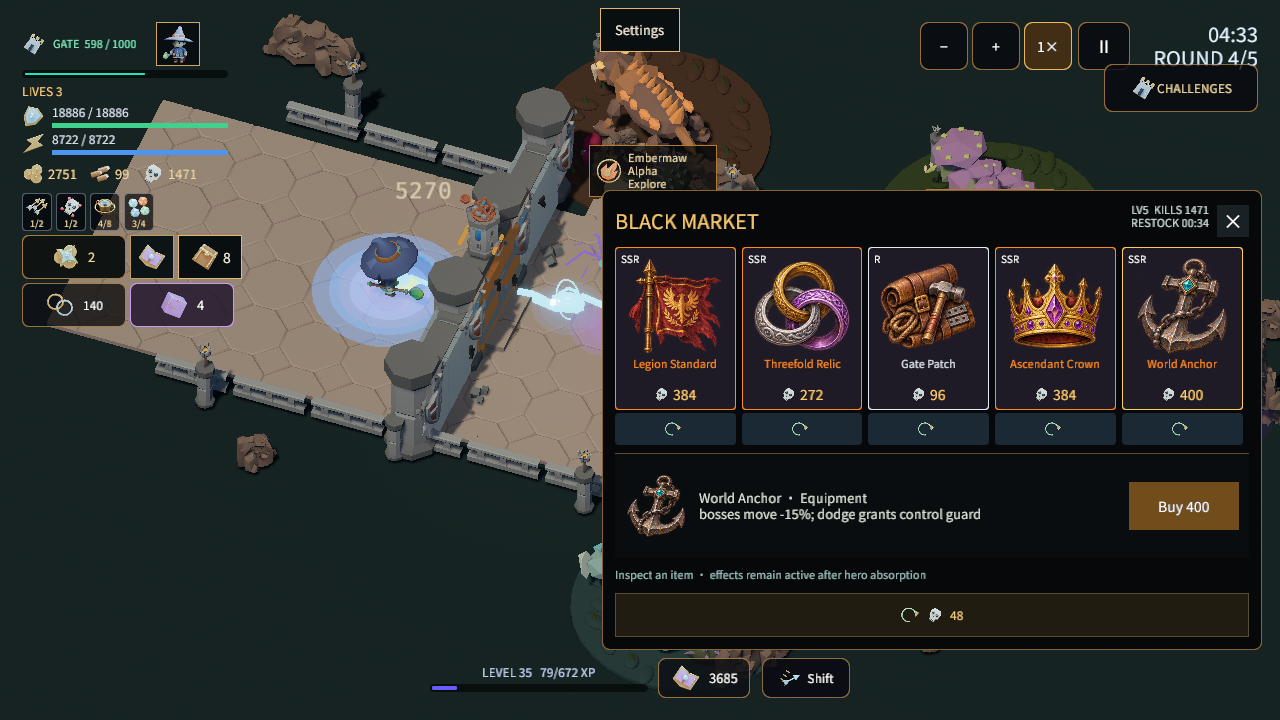 Settings
GATE 598 / 1000
LIVES 3
18886 / 18886
8722 / 8722
2751 99 1471
1/2 1/2 4/8 3/4
2 8
140 4
5270
Embermaw
Alpha
Explore
− + 1× II
04:33
ROUND 4/5
CHALLENGES
BLACK MARKET
LV5 KILLS 1471
RESTOCK 00:34
SSR SSR R SSR SSR
Legion Standard Threefold Relic Gate Patch Ascendant Crown World Anchor
384 272 96 384 400
World Anchor • Equipment
bosses move -15%; dodge grants control guard
Buy 400
Inspect an item • effects remain active after hero absorption
48
LEVEL 35 79/672 XP
3685 Shift